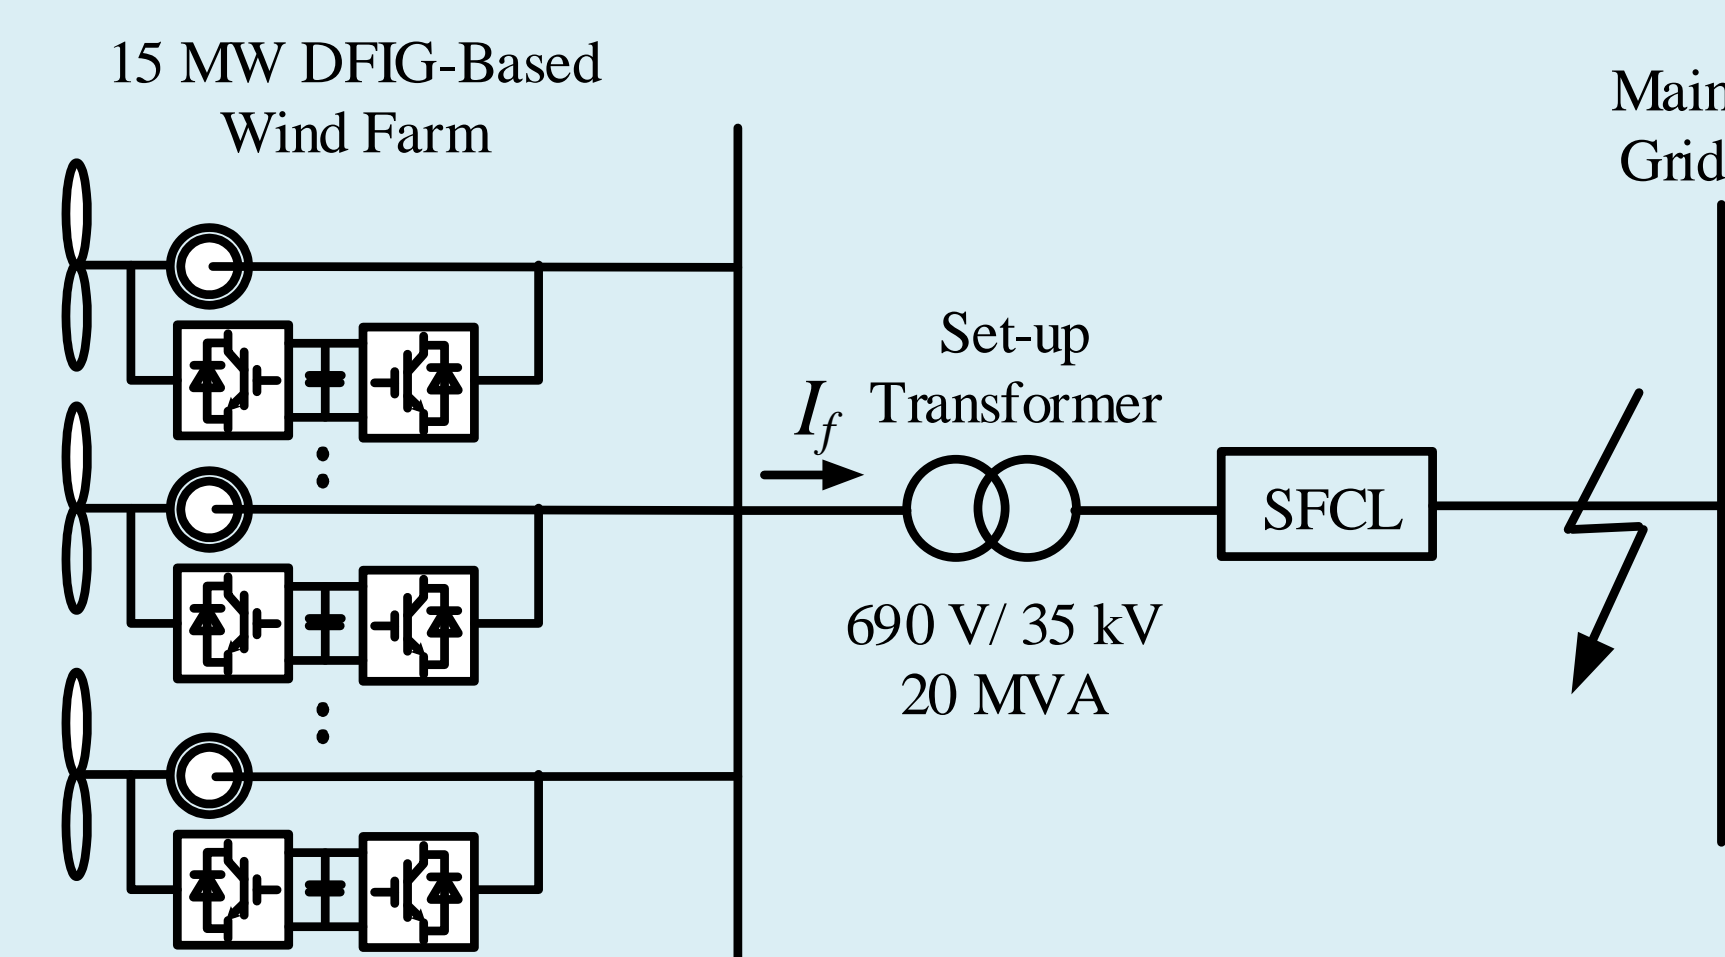 15 MW DFIG-Based
Wind Farm
Main
Grid
Set-up
Transformer
I_f
SFCL
690 V/ 35 kV
20 MVA